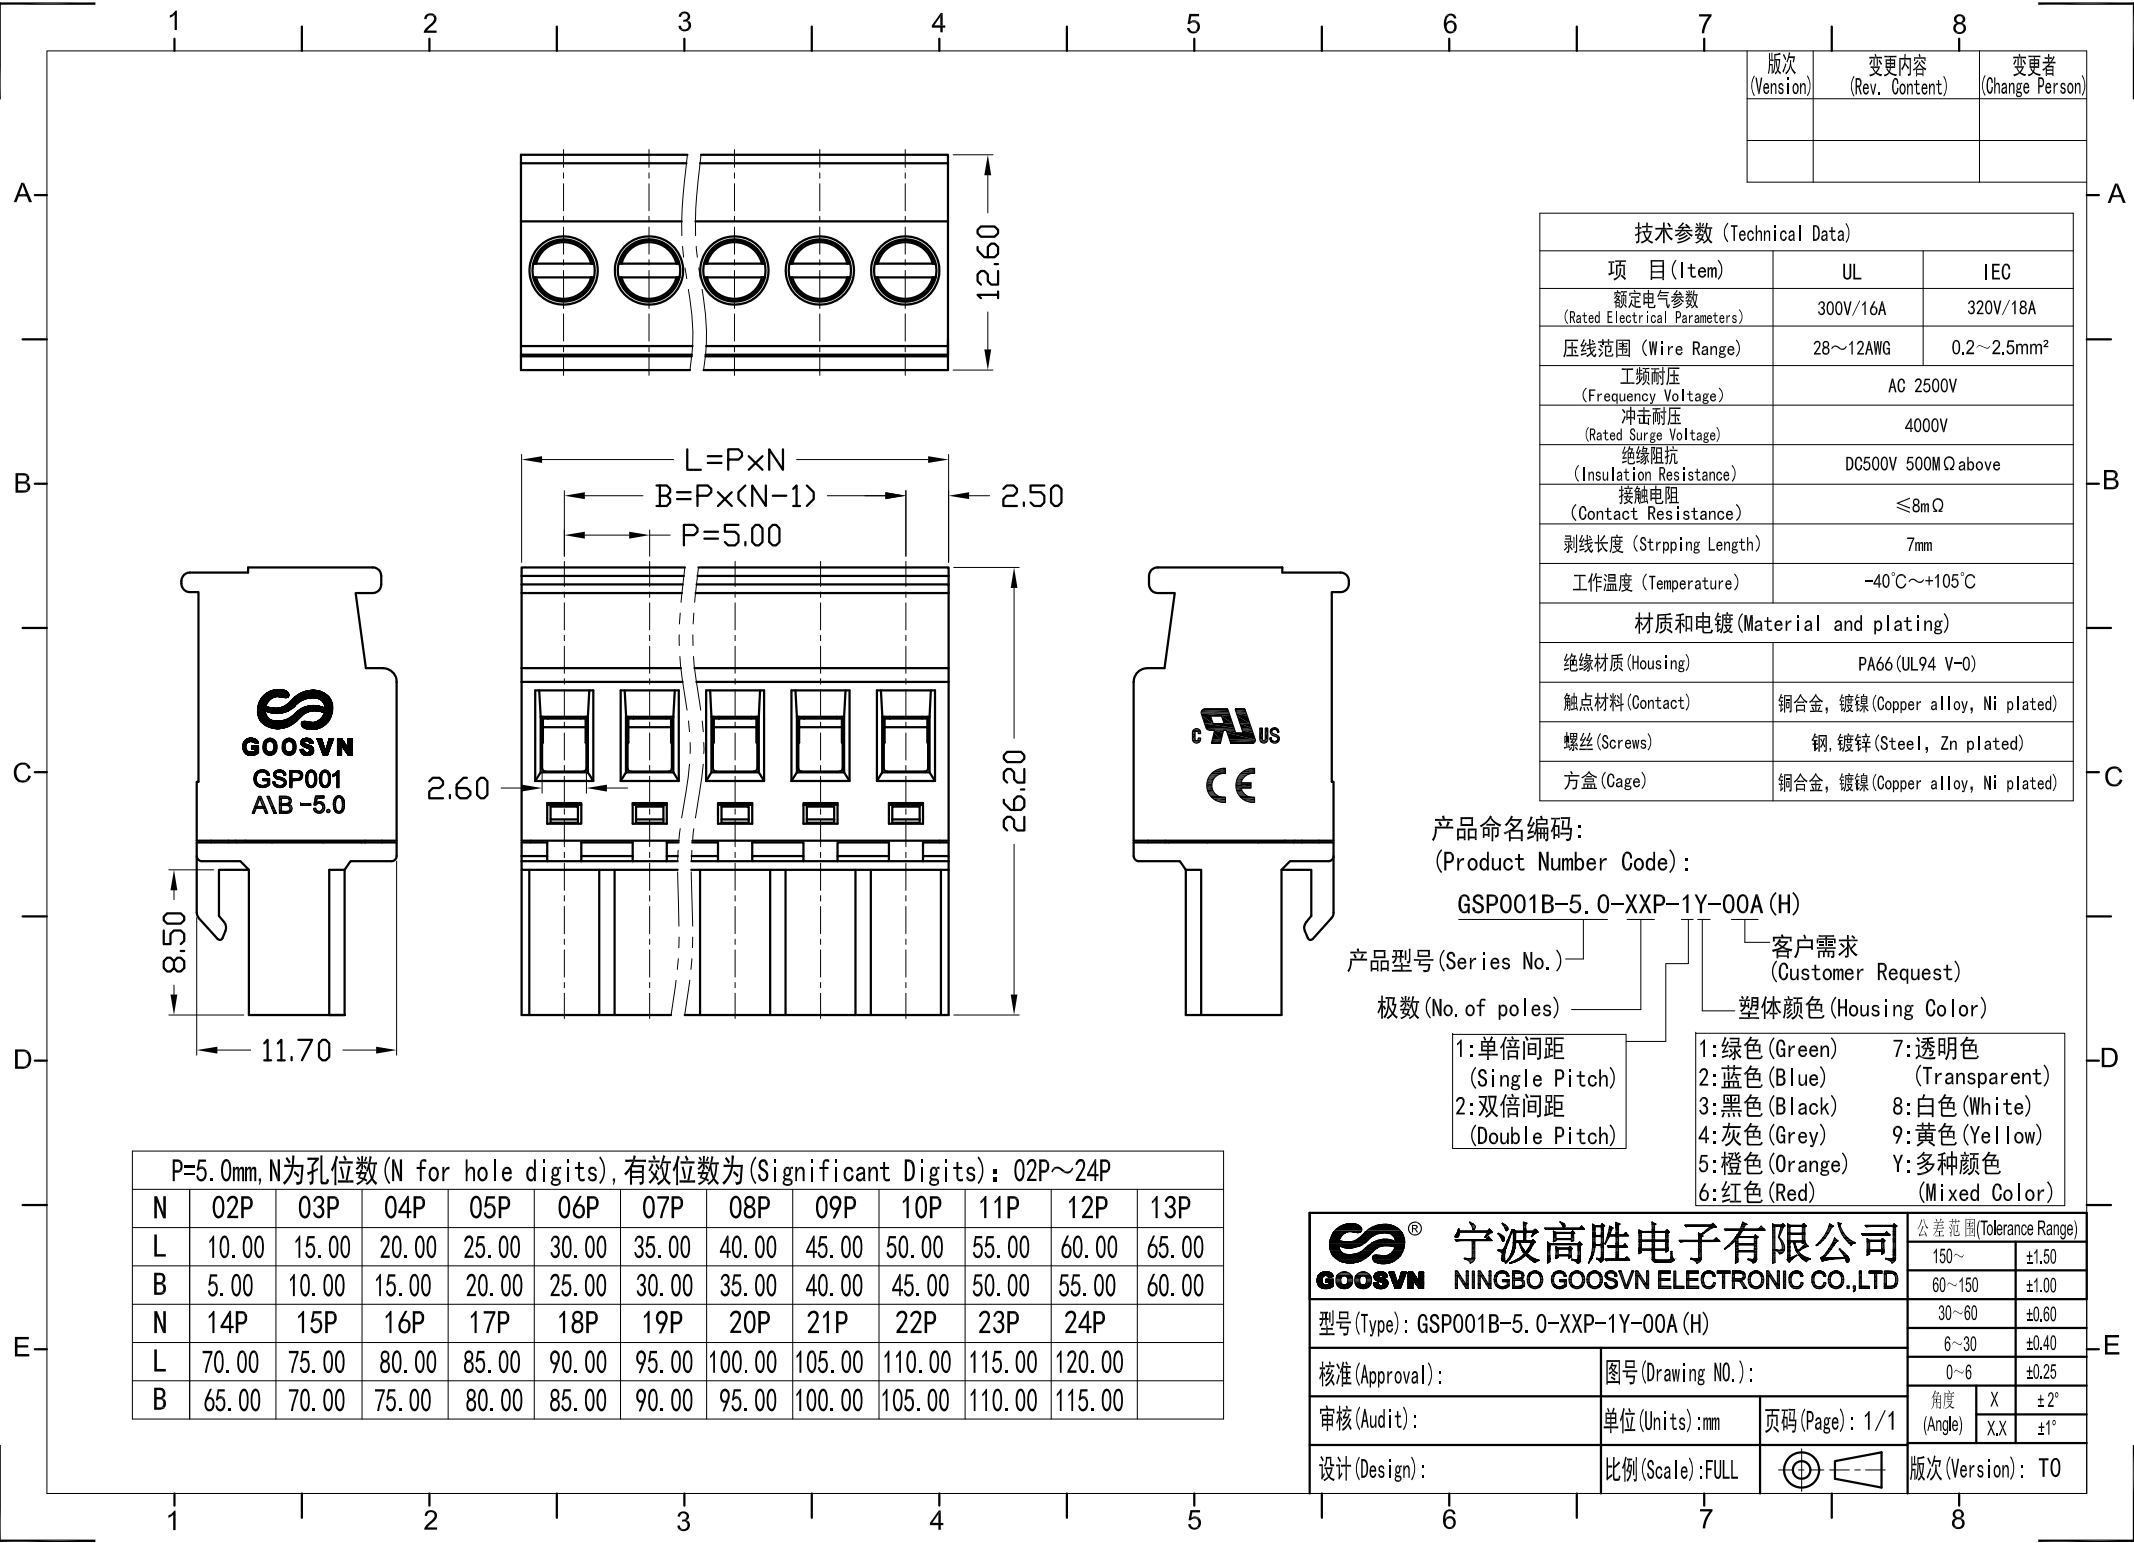 1 2 3 4 5 6 7 8
版次 变更内容 变更者
(Vension) (Rev. Content) (Change Person)
A A
12.60
技术参数 (Technical Data)
项 目(Item) UL IEC
额定电气参数
(Rated Electrical Parameters) 300V/16A 320V/18A
压线范围 (Wire Range) 28～12AWG 0.2～2.5mm²
工频耐压
(Frequency Voltage) AC 2500V
冲击耐压
(Rated Surge Voltage) 4000V
绝缘阻抗
(Insulation Resistance) DC500V 500MΩabove
接触电阻
(Contact Resistance) ≤8mΩ
剥线长度 (Strpping Length) 7mm
工作温度 (Temperature) -40℃～+105℃
材质和电镀(Material and plating)
绝缘材质(Housing) PA66(UL94 V-0)
触点材料(Contact) 铜合金, 镀镍(Copper alloy, Ni plated)
螺丝(Screws) 钢,镀锌(Steel, Zn plated)
方盒(Cage) 铜合金, 镀镍(Copper alloy, Ni plated)
B B
L=P×N
B=P×(N-1) 2.50
P=5.00
GOOSVN
GSP001
A\B -5.0
2.60
26.20
8.50
11.70
c RU US
CE
C C
产品命名编码:
(Product Number Code):
GSP001B-5.0-XXP-1Y-00A(H)
产品型号(Series No.)
客户需求
(Customer Request)
极数(No.of poles)
塑体颜色(Housing Color)
1:单倍间距
(Single Pitch)
2:双倍间距
(Double Pitch)
1:绿色(Green) 7:透明色
2:蓝色(Blue) (Transparent)
3:黑色(Black) 8:白色(White)
4:灰色(Grey) 9:黄色(Yellow)
5:橙色(Orange) Y:多种颜色
6:红色(Red) (Mixed Color)
D D
P=5.0mm,N为孔位数(N for hole digits),有效位数为(Significant Digits): 02P～24P
N 02P 03P 04P 05P 06P 07P 08P 09P 10P 11P 12P 13P
L 10.00 15.00 20.00 25.00 30.00 35.00 40.00 45.00 50.00 55.00 60.00 65.00
B 5.00 10.00 15.00 20.00 25.00 30.00 35.00 40.00 45.00 50.00 55.00 60.00
N 14P 15P 16P 17P 18P 19P 20P 21P 22P 23P 24P
L 70.00 75.00 80.00 85.00 90.00 95.00 100.00 105.00 110.00 115.00 120.00
B 65.00 70.00 75.00 80.00 85.00 90.00 95.00 100.00 105.00 110.00 115.00
E E
® 宁波高胜电子有限公司
GOOSVN NINGBO GOOSVN ELECTRONIC CO.,LTD
公差范围(Tolerance Range)
150～ ±1.50
60～150 ±1.00
30～60 ±0.60
6～30 ±0.40
0～6 ±0.25
角度 X ±2°
(Angle) X.X ±1°
型号(Type): GSP001B-5.0-XXP-1Y-00A(H)
核准(Approval): 图号(Drawing NO.):
审核(Audit): 单位(Units):mm 页码(Page): 1/1
设计(Design): 比例(Scale):FULL 版次(Version): T0
1 2 3 4 5 6 7 8